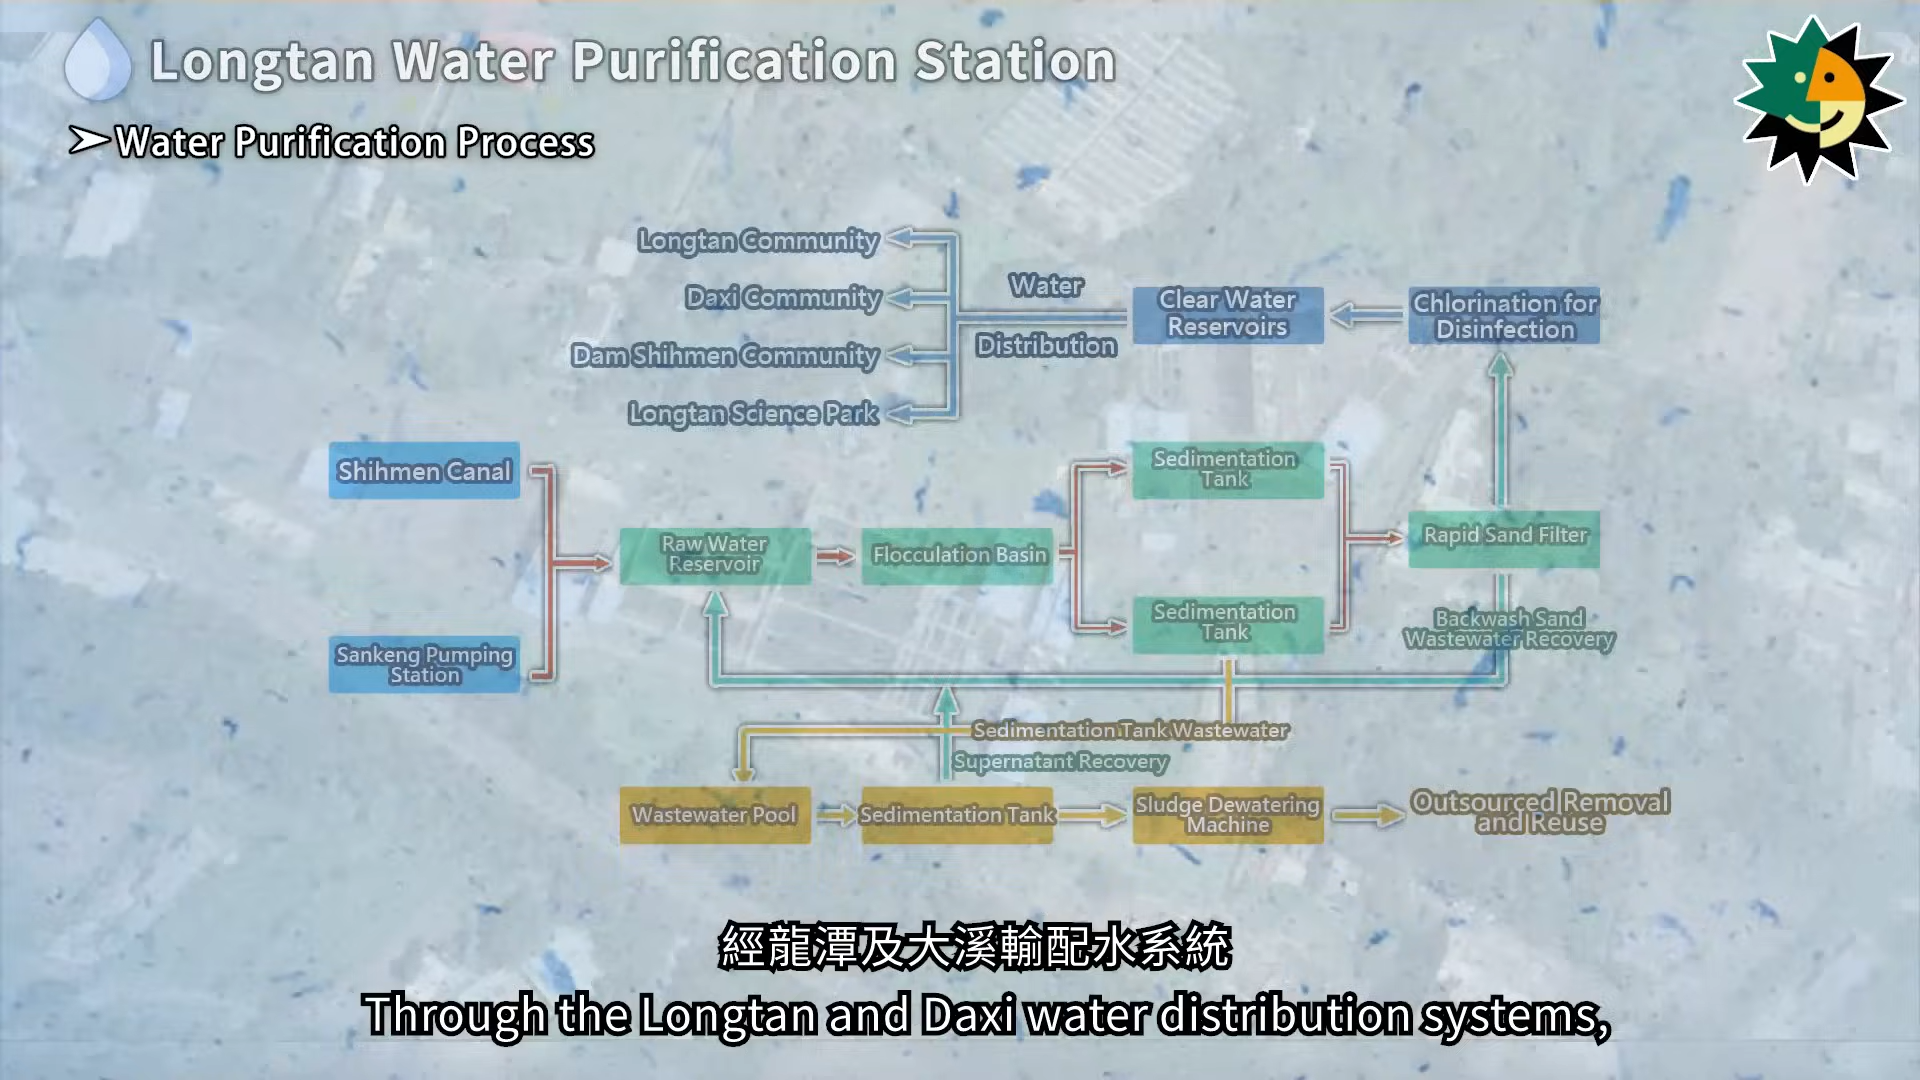 Longtan Water Purification Station
➤Water Purification Process
Longtan Community
Daxi Community
Dam Shihmen Community
Longtan Science Park
Water
Distribution
Clear Water
Reservoirs
Chlorination for
Disinfection
Shihmen Canal
Sankeng Pumping
Station
Raw Water
Reservoir
Flocculation Basin
Sedimentation
Tank
Sedimentation
Tank
Rapid Sand Filter
Backwash Sand
Wastewater Recovery
Sedimentation Tank Wastewater
Supernatant Recovery
Wastewater Pool
Sedimentation Tank
Sludge Dewatering
Machine
Outsourced Removal
and Reuse
經龍潭及大溪輸配水系統
Through the Longtan and Daxi water distribution systems,